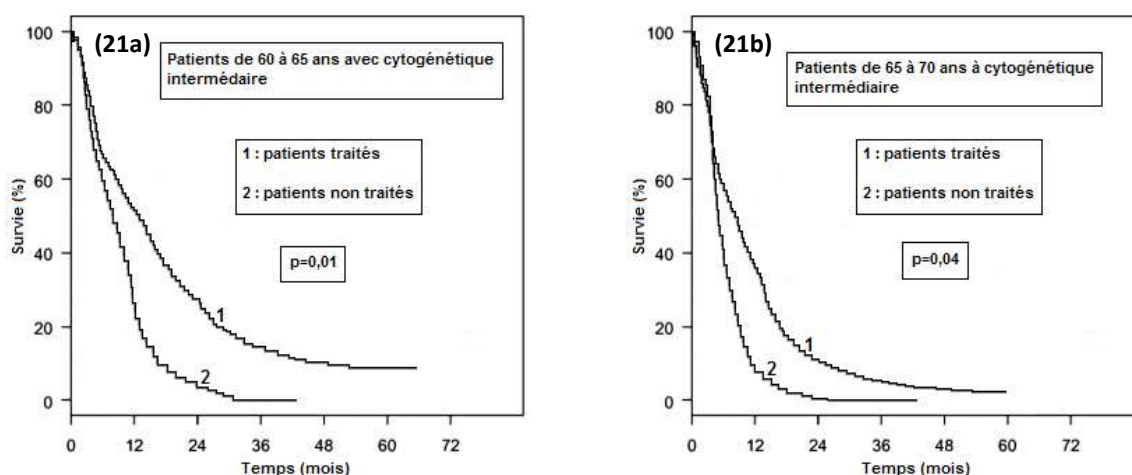 (21a)
Patients de 60 à 65 ans avec cytogénétique
intermédaire
1 : patients traités
2 : patients non traités
p=0,01
1
2
Survie (%)
100
80
60
40
20
0
0 12 24 36 48 60 72
Temps (mois)
(21b)
Patients de 65 à 70 ans à cytogénétique
intermédiaire
1 : patients traités
2 : patients non traités
p=0,04
1
2
Survie (%)
100
80
60
40
20
0
0 12 24 36 48 60 72
Temps (mois)